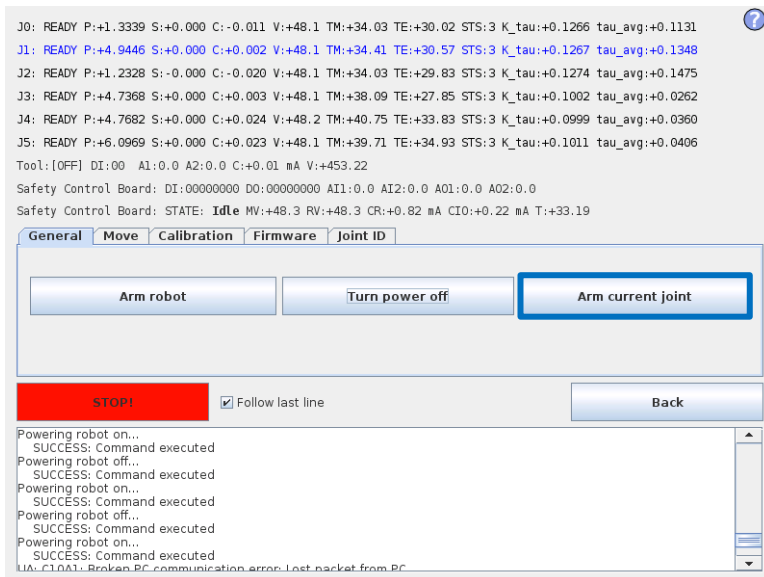 ?
J0: READY P:+1.3339 S:+0.000 C:-0.011 V:+48.1 TM:+34.03 TE:+30.02 STS:3 K_tau:+0.1266 tau_avg:+0.1131
J1: READY P:+4.9446 S:+0.000 C:+0.002 V:+48.1 TM:+34.41 TE:+30.57 STS:3 K_tau:+0.1267 tau_avg:+0.1348
J2: READY P:+1.2328 S:-0.000 C:-0.020 V:+48.1 TM:+34.03 TE:+29.83 STS:3 K_tau:+0.1274 tau_avg:+0.1475
J3: READY P:+4.7368 S:+0.000 C:+0.003 V:+48.1 TM:+38.09 TE:+27.85 STS:3 K_tau:+0.1002 tau_avg:+0.0262
J4: READY P:+4.7682 S:+0.000 C:+0.024 V:+48.2 TM:+40.75 TE:+33.83 STS:3 K_tau:+0.0999 tau_avg:+0.0360
J5: READY P:+6.0969 S:+0.000 C:+0.023 V:+48.1 TM:+39.71 TE:+34.93 STS:3 K_tau:+0.1011 tau_avg:+0.0406
Tool:[OFF] DI:00 A1:0.0 A2:0.0 C:+0.01 mA V:+453.22
Safety Control Board: DI:00000000 DO:00000000 AI1:0.0 AI2:0.0 AO1:0.0 AO2:0.0
Safety Control Board: STATE: Idle MV:+48.3 RV:+48.3 CR:+0.82 mA CIO:+0.22 mA T:+33.19
General Move Calibration Firmware Joint ID
Arm robot Turn power off Arm current joint
STOP! Follow last line Back
Powering robot on...
SUCCESS: Command executed
Powering robot off...
SUCCESS: Command executed
Powering robot on...
SUCCESS: Command executed
Powering robot off...
SUCCESS: Command executed
Powering robot on...
SUCCESS: Command executed
UA: C10A1: Broken PC communication error: Lost packet from PC